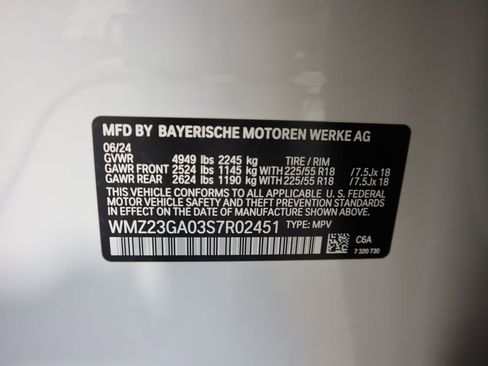 MFD BY BAYERISCHE MOTOREN WERKE AG
06/24
GVWR 4949 lbs 2245 kg TIRE / RIM
GAWR FRONT 2524 lbs 1145 kg WITH 225/55 R18 /7.5Jx18
GAWR REAR 2624 lbs 1190 kg WITH 225/55 R18 /7.5Jx18
THIS VEHICLE CONFORMS TO ALL APPLICABLE U.S. FEDERAL
MOTOR VEHICLE SAFETY, BUMPER, AND THEFT PREVENTION
STANDARDS IN EFFECT ON THE DATE OF MANUFACTURE SHOWN ABOVE.
WMZ23GA03S7R02451 TYPE: MPV
C6A
7 320 730